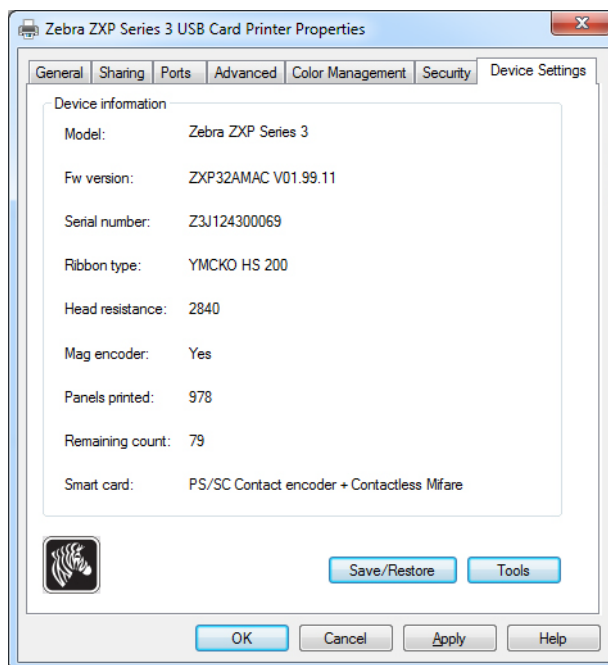 Zebra ZXP Series 3 USB Card Printer Properties
General Sharing Ports Advanced Color Management Security Device Settings
Device information
Model: Zebra ZXP Series 3
Fw version: ZXP32AMAC V01.99.11
Serial number: Z3J124300069
Ribbon type: YMCKO HS 200
Head resistance: 2840
Mag encoder: Yes
Panels printed: 978
Remaining count: 79
Smart card: PS/SC Contact encoder + Contactless Mifare
Save/Restore Tools
OK Cancel Apply Help